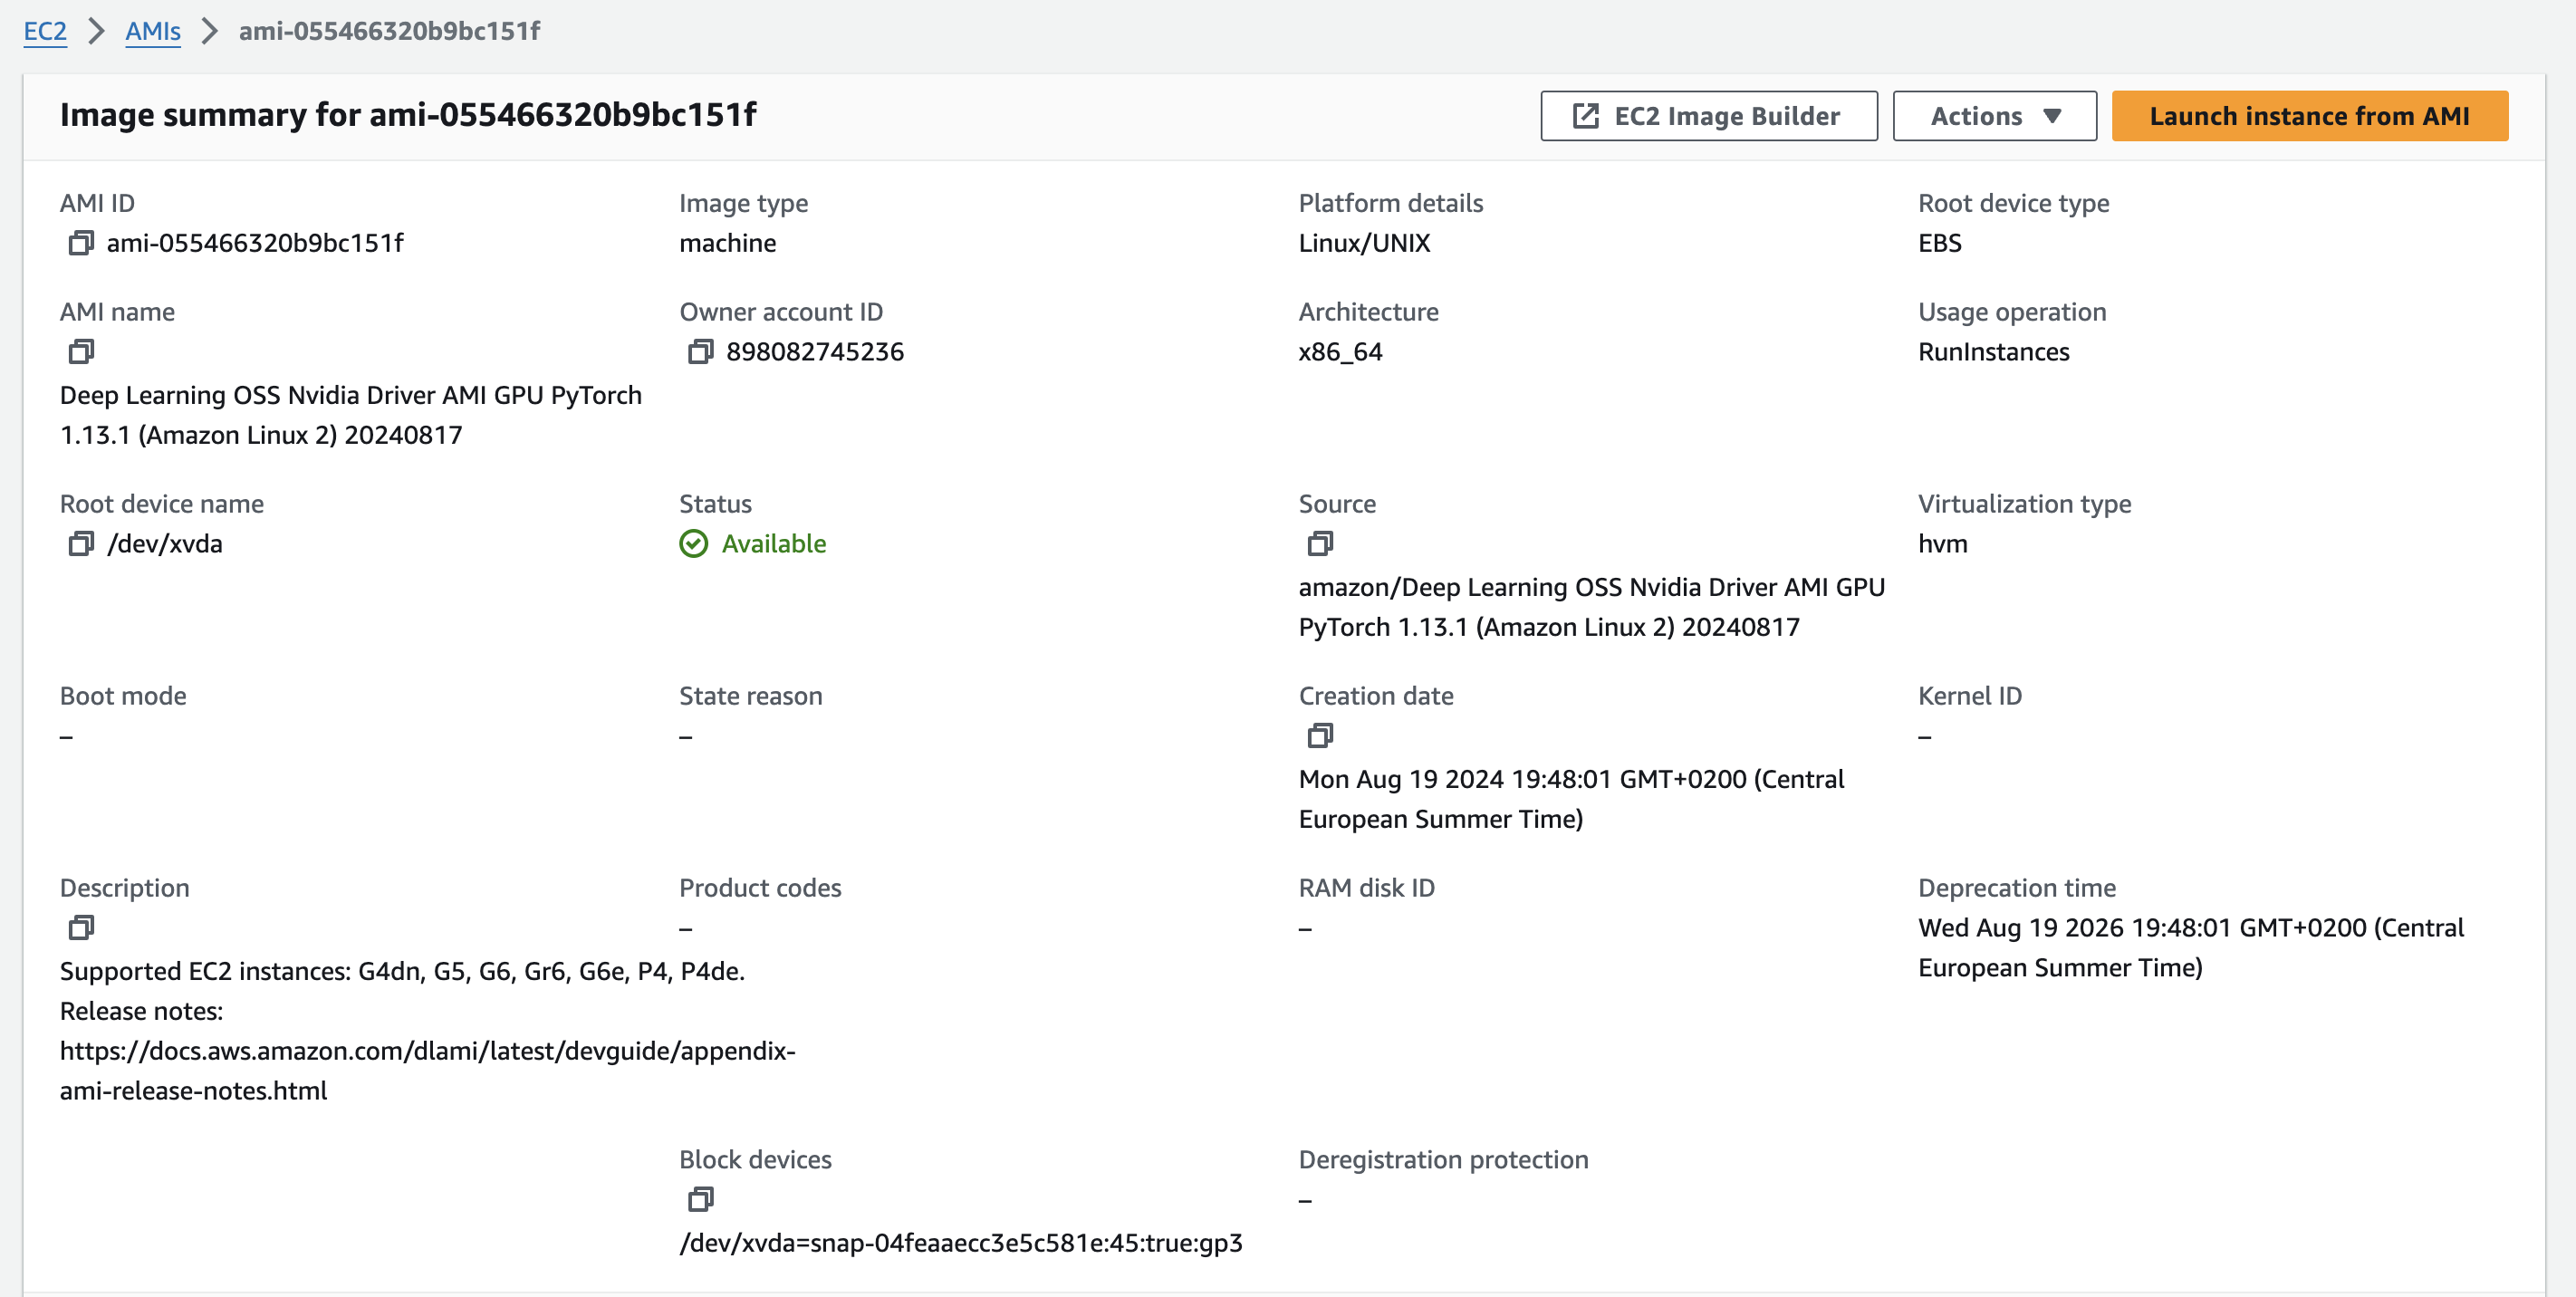 EC2 > AMIs > ami-055466320b9bc151f
Image summary for ami-055466320b9bc151f
EC2 Image Builder
Actions
Launch instance from AMI
AMI ID
ami-055466320b9bc151f
Image type
machine
Platform details
Linux/UNIX
Root device type
EBS
AMI name
Deep Learning OSS Nvidia Driver AMI GPU PyTorch
1.13.1 (Amazon Linux 2) 20240817
Owner account ID
898082745236
Architecture
x86_64
Usage operation
RunInstances
Root device name
/dev/xvda
Status
Available
Source
amazon/Deep Learning OSS Nvidia Driver AMI GPU
PyTorch 1.13.1 (Amazon Linux 2) 20240817
Virtualization type
hvm
Boot mode
–
State reason
–
Creation date
Mon Aug 19 2024 19:48:01 GMT+0200 (Central
European Summer Time)
Kernel ID
–
Description
Supported EC2 instances: G4dn, G5, G6, Gr6, G6e, P4, P4de.
Release notes:
https://docs.aws.amazon.com/dlami/latest/devguide/appendix-
ami-release-notes.html
Product codes
–
RAM disk ID
–
Deprecation time
Wed Aug 19 2026 19:48:01 GMT+0200 (Central
European Summer Time)
Block devices
/dev/xvda=snap-04feaaecc3e5c581e:45:true:gp3
Deregistration protection
–